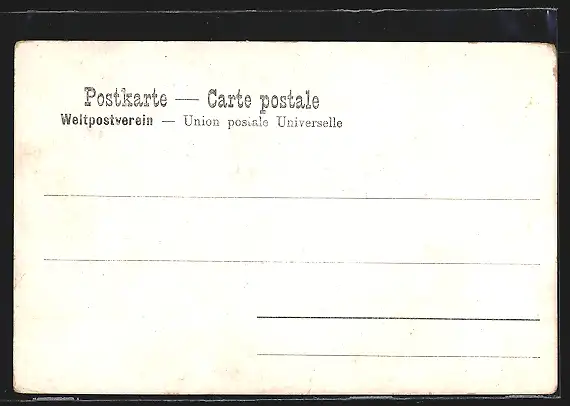 Postkarte — Carte postale
Weltpostverein — Union postale Universelle